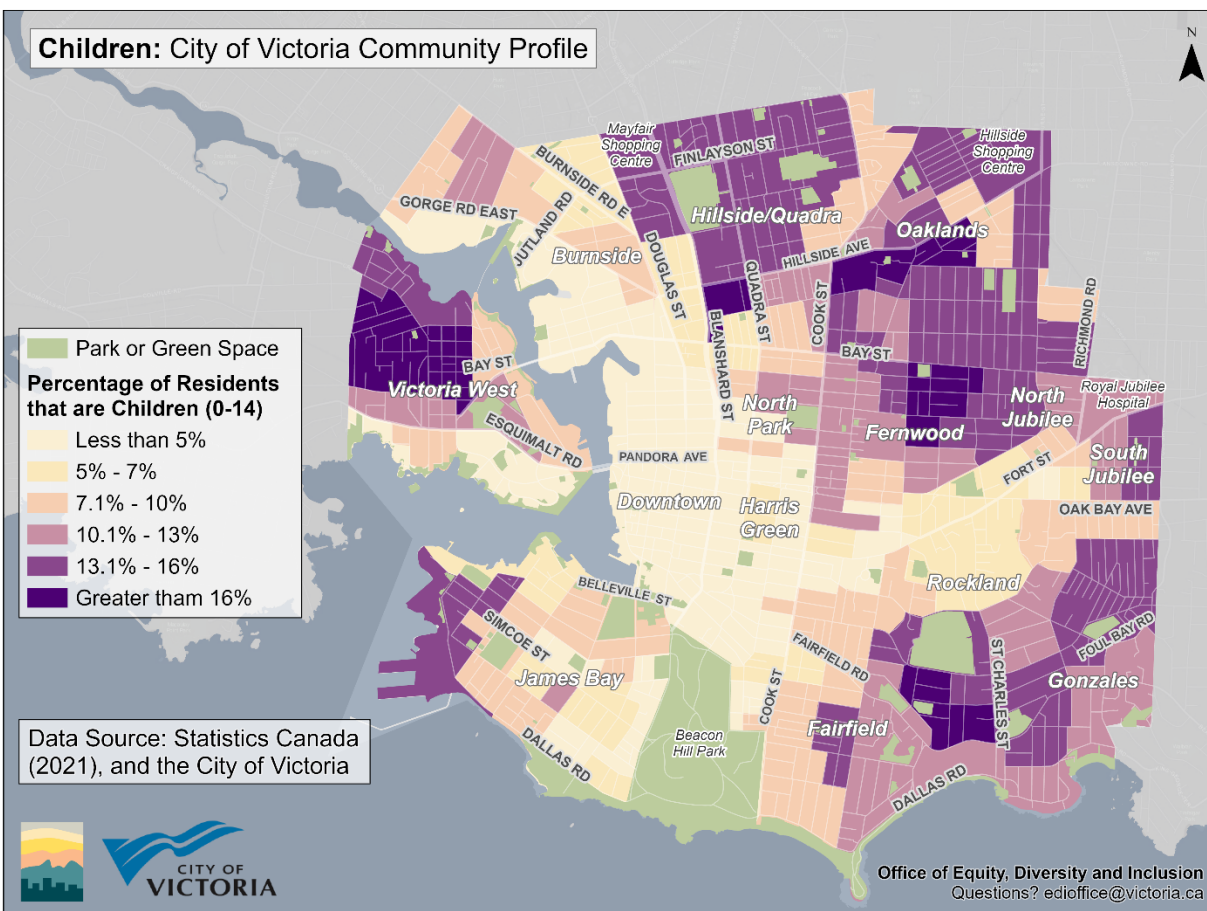 Children: City of Victoria Community Profile
N
Mayfair
Shopping
Centre
FINLAYSON ST
Hillside
Shopping
Centre
BURNSIDE RD E
GORGE RD EAST
JUTLAND RD
Hillside/Quadra
Oaklands
Burnside
DOUGLAS ST
HILLSIDE AVE
QUADRA ST
COOK ST
BLANSHARD ST
RICHMOND RD
Park or Green Space
Percentage of Residents
that are Children (0-14)
Less than 5%
5% - 7%
7.1% - 10%
10.1% - 13%
13.1% - 16%
Greater tham 16%
BAY ST
BAY ST
Victoria West
North
Park
Fernwood
North
Jubilee
Royal Jubilee
Hospital
ESQUIMALT RD
PANDORA AVE
FORT ST
South
Jubilee
Downtown
Harris
Green
OAK BAY AVE
Rockland
BELLEVILLE ST
SIMCOE ST
FAIRFIELD RD
ST CHARLES ST
FOUL BAY RD
James Bay
COOK ST
Gonzales
Fairfield
Beacon
Hill Park
DALLAS RD
DALLAS RD
Data Source: Statistics Canada
(2021), and the City of Victoria
CITY OF
VICTORIA
Office of Equity, Diversity and Inclusion
Questions? edioffice@victoria.ca